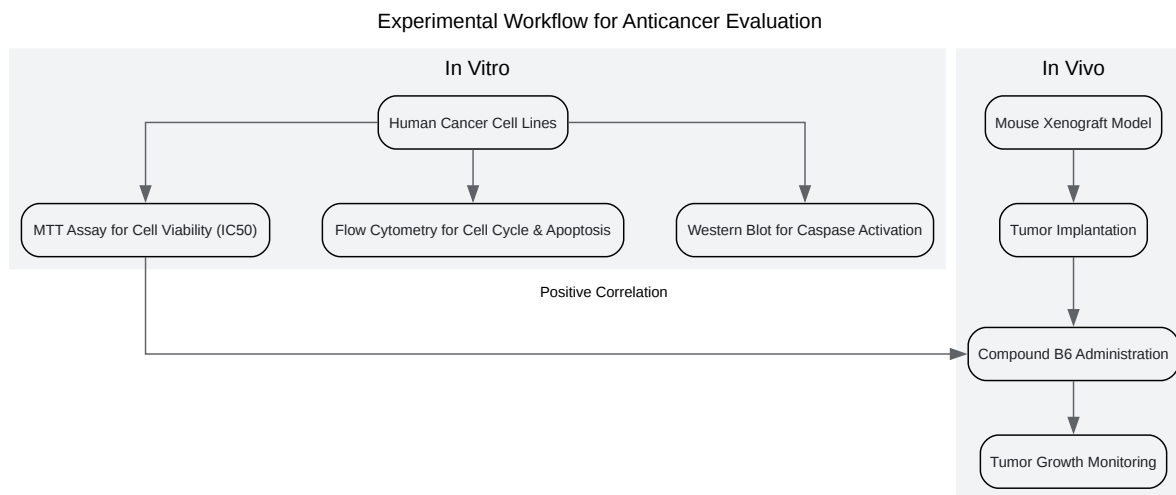 Experimental Workflow for Anticancer Evaluation
In Vitro
Human Cancer Cell Lines
MTT Assay for Cell Viability (IC50)
Flow Cytometry for Cell Cycle & Apoptosis
Western Blot for Caspase Activation
Positive Correlation
In Vivo
Mouse Xenograft Model
Tumor Implantation
Compound B6 Administration
Tumor Growth Monitoring